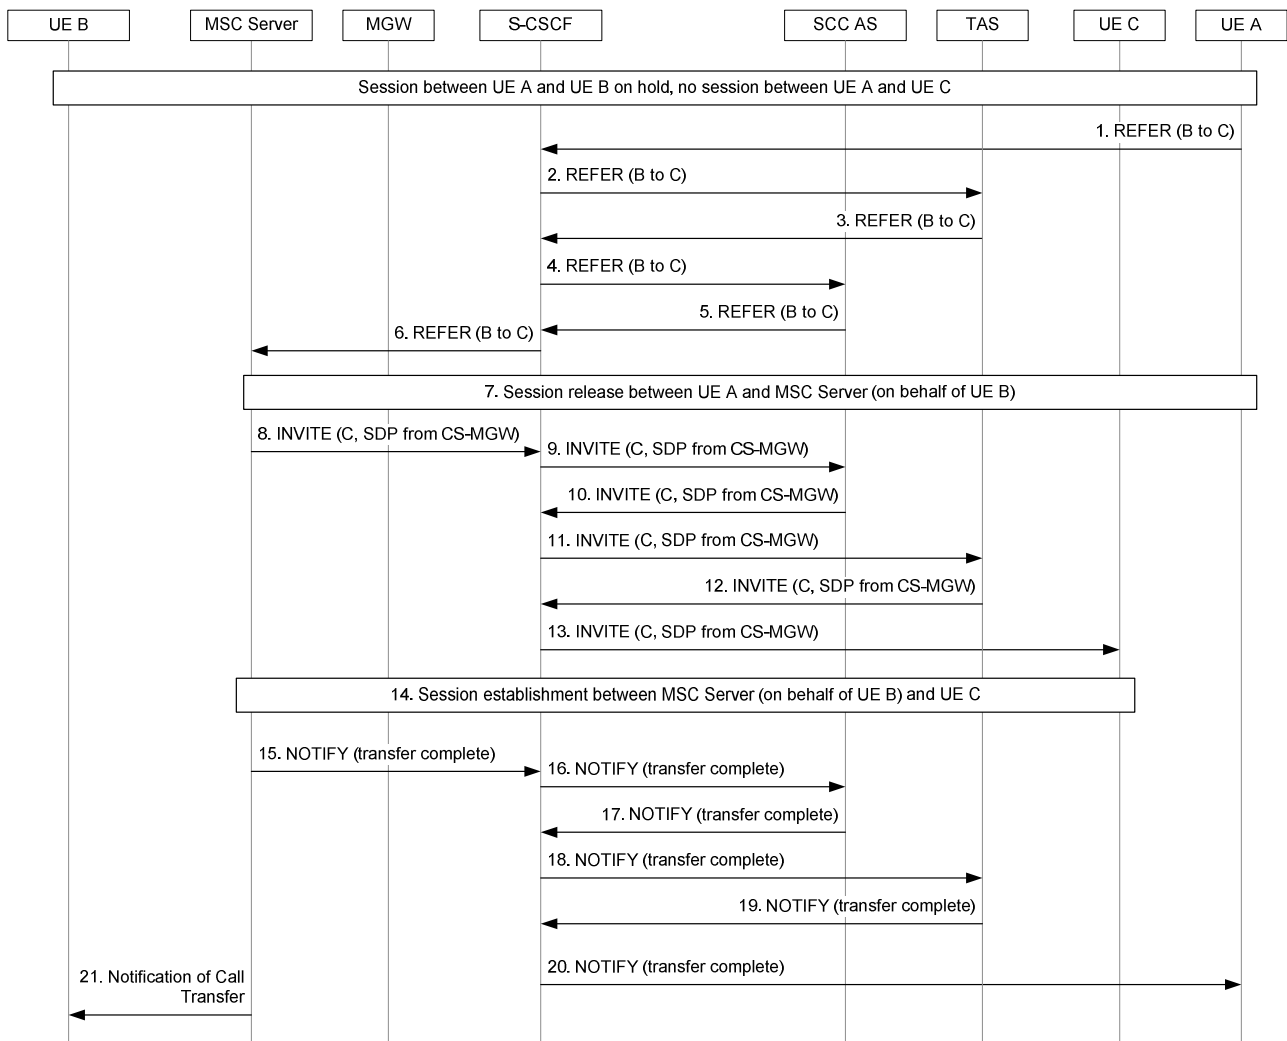 UE B
MSC Server
MGW
S-CSCF
SCC AS
TAS
UE C
UE A
Session between UE A and UE B on hold, no session between UE A and UE C
1. REFER (B to C)
2. REFER (B to C)
3. REFER (B to C)
4. REFER (B to C)
5. REFER (B to C)
6. REFER (B to C)
7. Session release between UE A and MSC Server (on behalf of UE B)
8. INVITE (C, SDP from CS-MGW)
9. INVITE (C, SDP from CS-MGW)
10. INVITE (C, SDP from CS-MGW)
11. INVITE (C, SDP from CS-MGW)
12. INVITE (C, SDP from CS-MGW)
13. INVITE (C, SDP from CS-MGW)
14. Session establishment between MSC Server (on behalf of UE B) and UE C
15. NOTIFY (transfer complete)
16. NOTIFY (transfer complete)
17. NOTIFY (transfer complete)
18. NOTIFY (transfer complete)
19. NOTIFY (transfer complete)
20. NOTIFY (transfer complete)
21. Notification of Call
Transfer